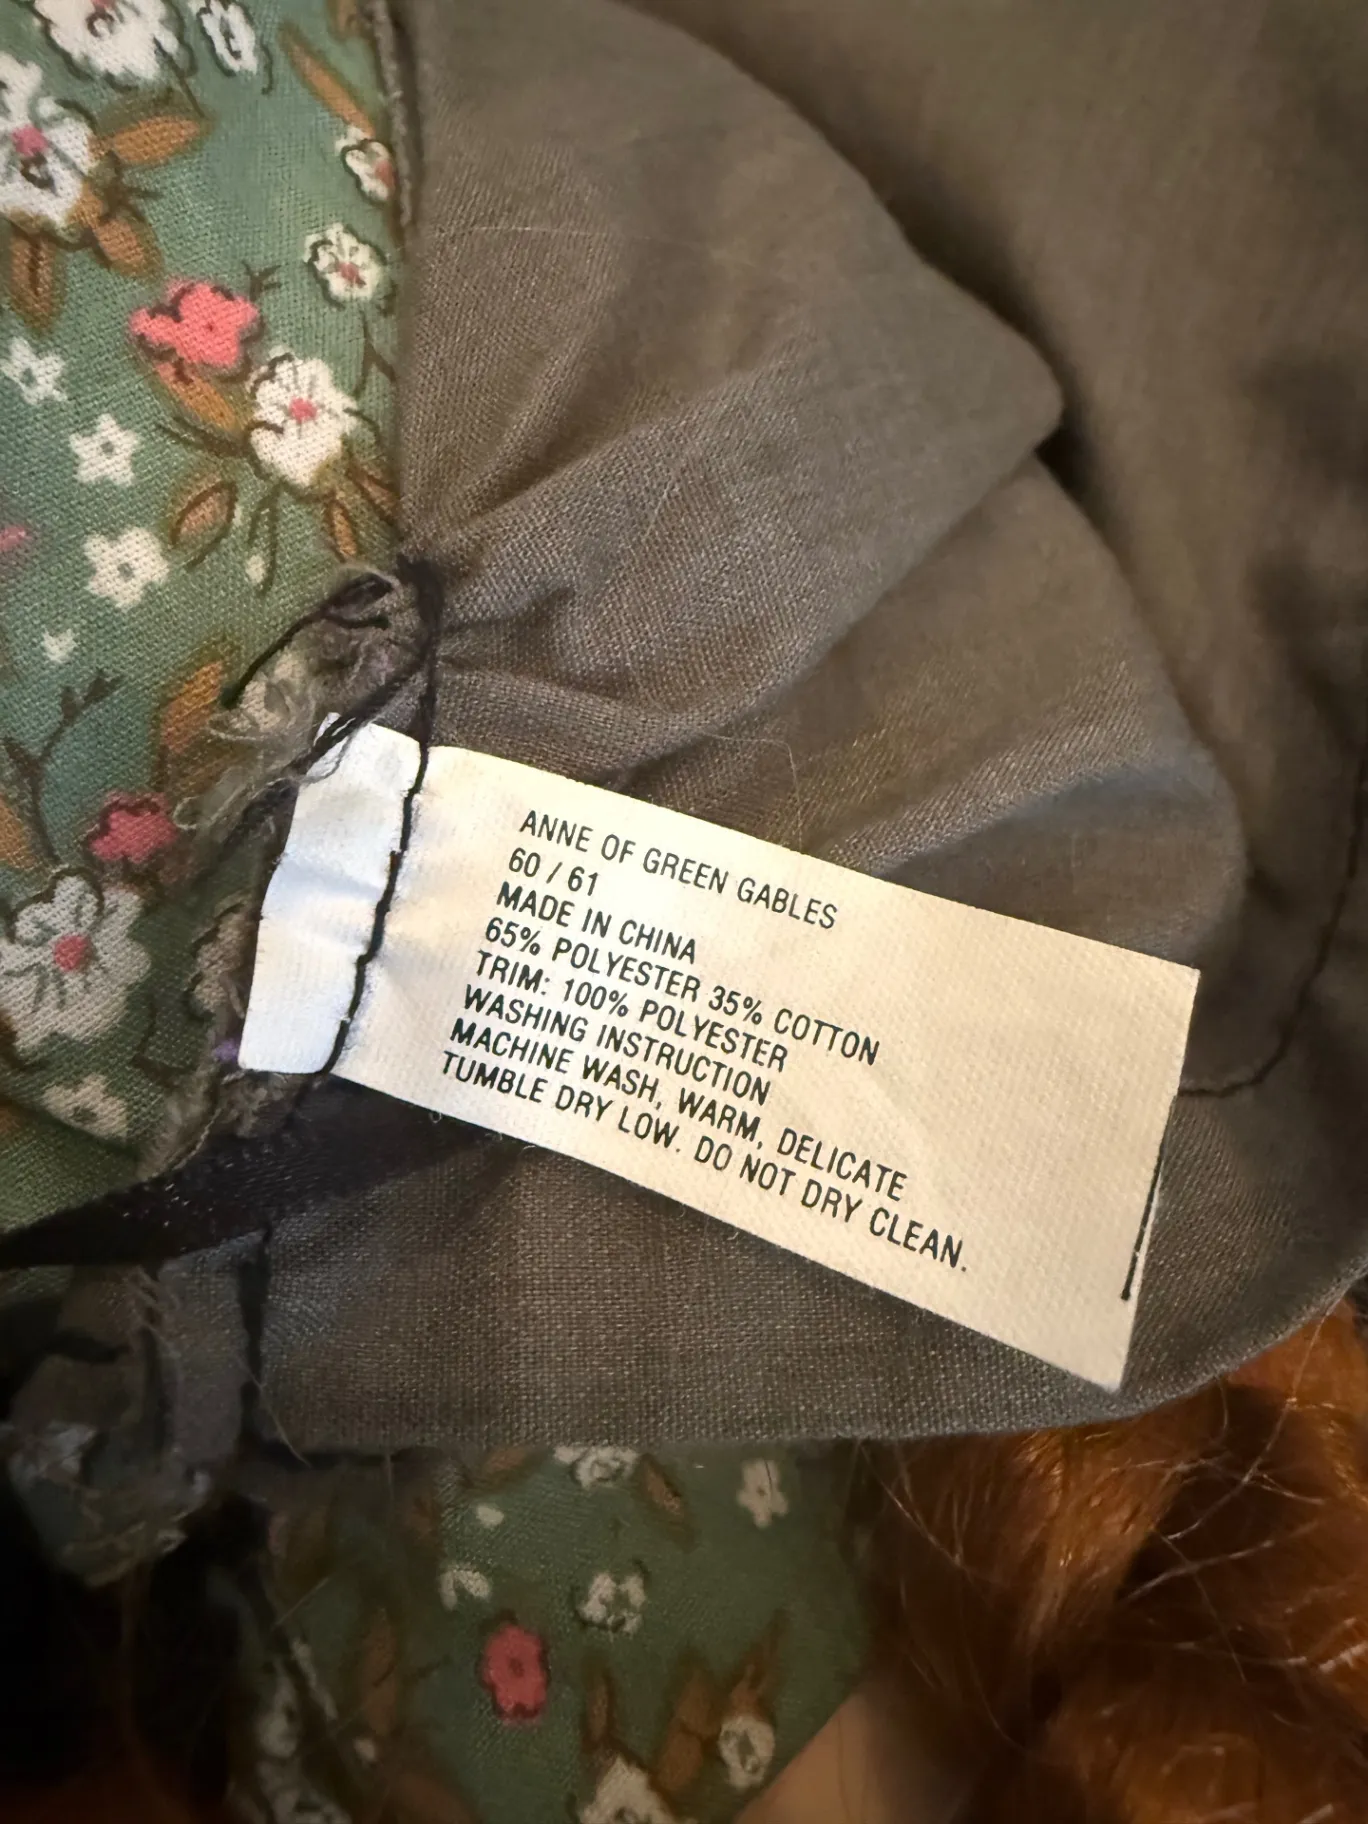 ANNE OF GREEN GABLES
60 / 61
MADE IN CHINA
65% POLYESTER 35% COTTON
TRIM: 100% POLYESTER
WASHING INSTRUCTION
MACHINE WASH, WARM, DELICATE
TUMBLE DRY LOW. DO NOT DRY CLEAN.